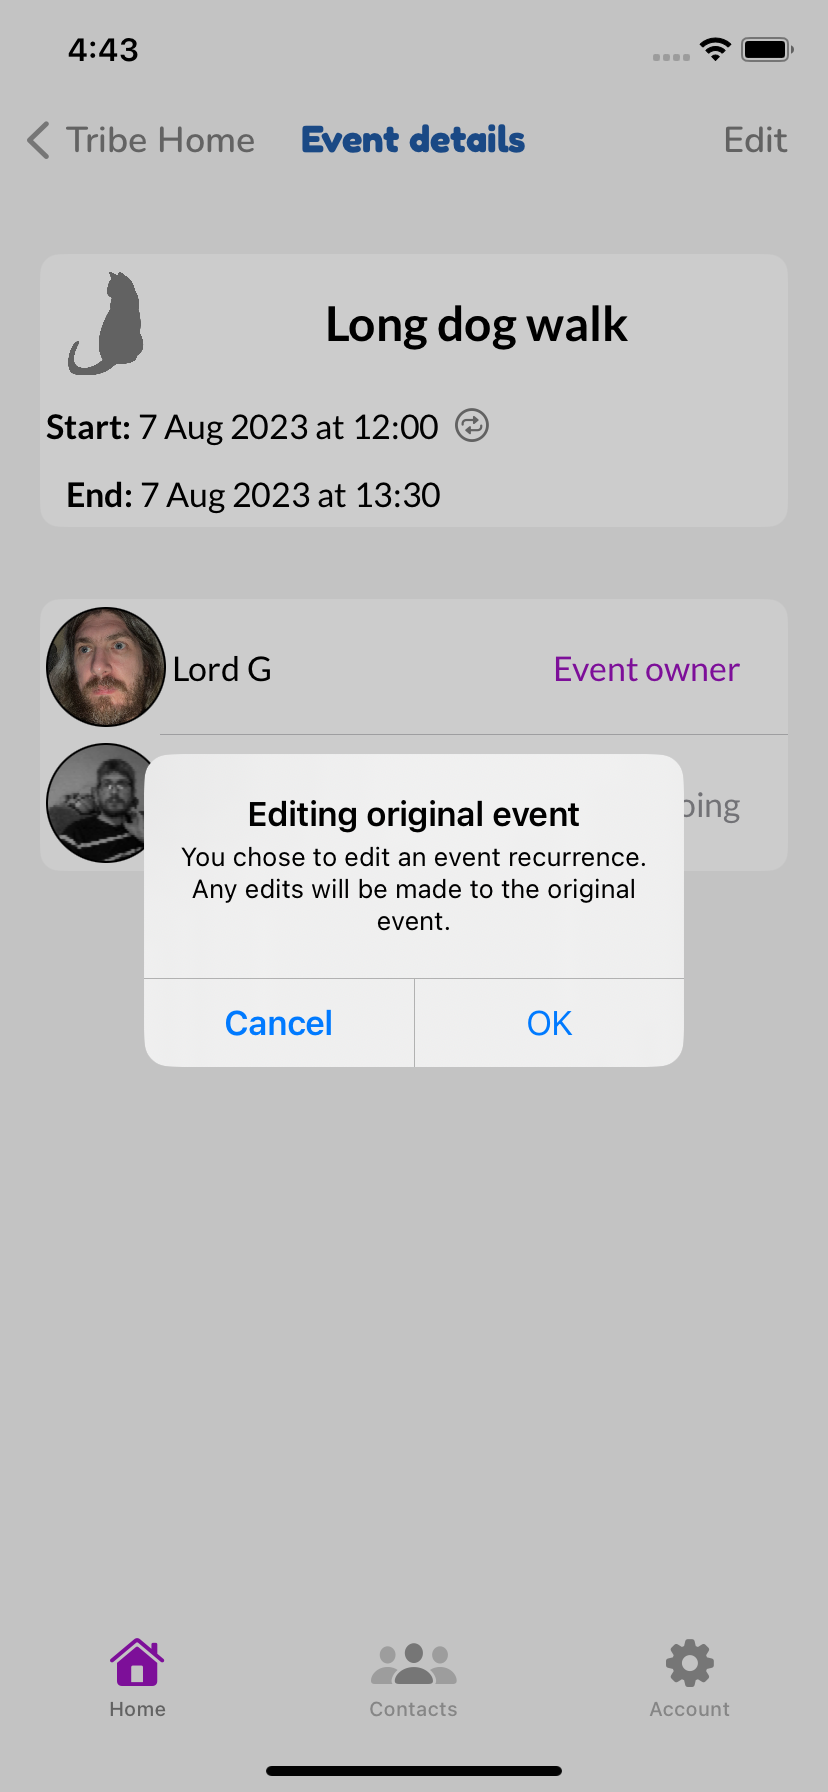 4:43
Tribe Home Event details Edit
Long dog walk
Start: 7 Aug 2023 at 12:00
End: 7 Aug 2023 at 13:30
Lord G Event owner
Editing original event
You chose to edit an event recurrence.
Any edits will be made to the original
event.
Cancel OK
Home Contacts Account